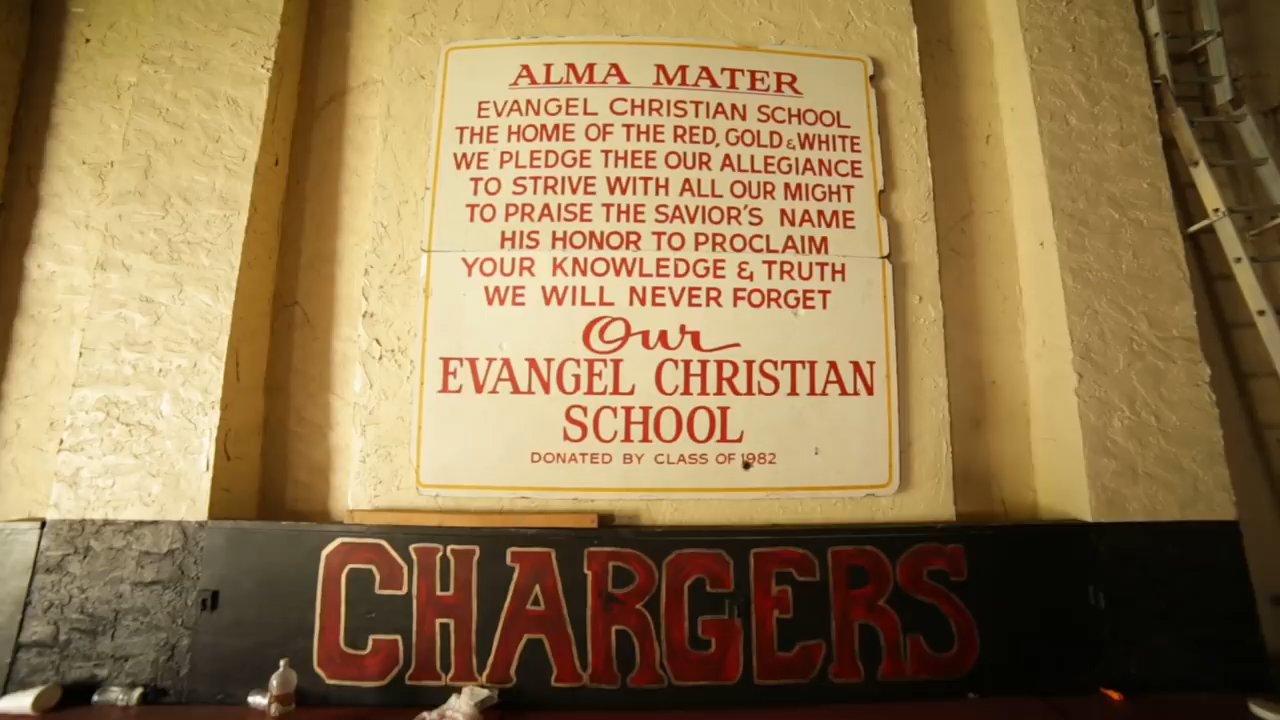 ALMA MATER
EVANGEL CHRISTIAN SCHOOL
THE HOME OF THE RED, GOLD & WHITE
WE PLEDGE THEE OUR ALLEGIANCE
TO STRIVE WITH ALL OUR MIGHT
TO PRAISE THE SAVIOR'S NAME
HIS HONOR TO PROCLAIM
YOUR KNOWLEDGE & TRUTH
WE WILL NEVER FORGET
Our
EVANGEL CHRISTIAN
SCHOOL
DONATED BY CLASS OF 1982
CHARGERS